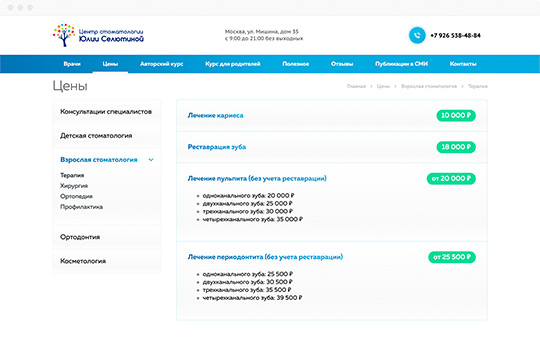 Центр стоматологии
Юлии Селютиной
Москва, ул. Мишина, дом 35
с 9:00 до 21:00 без выходных
+7 926 538-48-84
Врачи Цены Авторский курс Курс для родителей Полезное Отзывы Публикации в СМИ Контакты
Цены
Главная > Цены > Взрослая стоматология > Терапия
Консультации специалистов
Детская стоматология
Взрослая стоматология
Терапия
Хирургия
Ортопедия
Профилактика
Ортодонтия
Косметология
Лечение кариеса 10 000 ₽
Реставрация зуба 18 000 ₽
Лечение пульпита (без учета реставрации) от 20 000 ₽
одноканального зуба: 20 000 ₽
двухканального зуба: 25 000 ₽
трехканального зуба: 30 000 ₽
четырехканального зуба: 35 000 ₽
Лечение периодонтита (без учета реставрации) от 25 500 ₽
одноканального зуба: 25 500 ₽
двухканального зуба: 30 500 ₽
трехканального зуба: 35 500 ₽
четырехканального зуба: 39 500 ₽